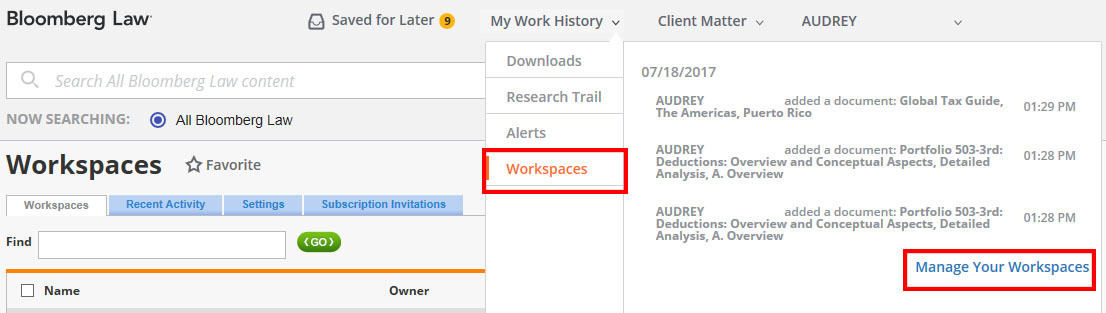 Bloomberg Law·
Saved for Later 9
My Work History
Client Matter
AUDREY
Search All Bloomberg Law content
NOW SEARCHING: All Bloomberg Law
Workspaces
Favorite
Workspaces
Recent Activity
Settings
Subscription Invitations
Find
GO
Name
Owner
Downloads
Research Trail
Alerts
Workspaces
07/18/2017
AUDREY added a document: Global Tax Guide,
The Americas, Puerto Rico
01:29 PM
AUDREY added a document: Portfolio 503-3rd:
Deductions: Overview and Conceptual Aspects, Detailed
Analysis, A. Overview
01:28 PM
AUDREY added a document: Portfolio 503-3rd:
Deductions: Overview and Conceptual Aspects, Detailed
Analysis, A. Overview
01:28 PM
Manage Your Workspaces